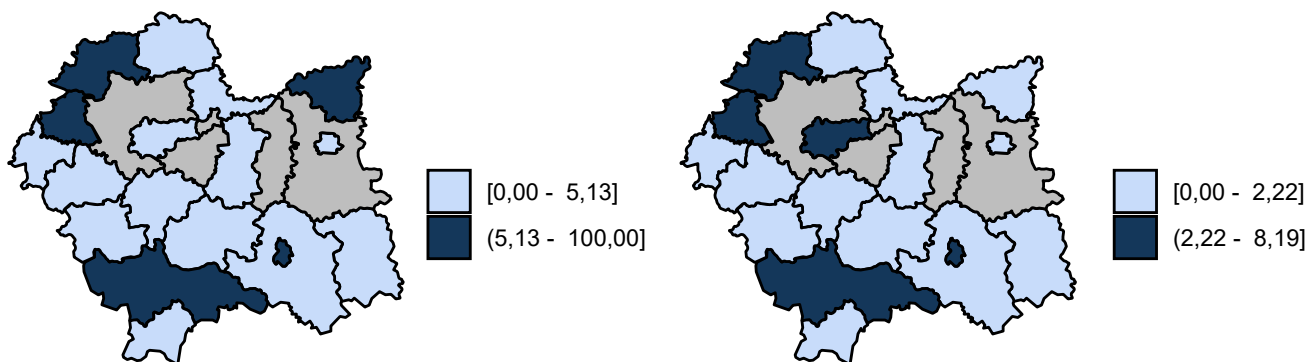 [0,00 - 5,13]
(5,13 - 100,00]
[0,00 - 2,22]
(2,22 - 8,19]